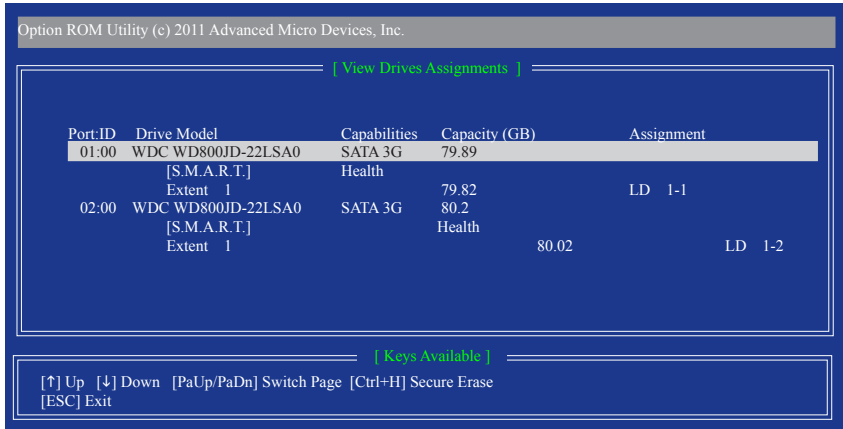 Option ROM Utility (c) 2011 Advanced Micro Devices, Inc.
[ View Drives Assignments ]
Port:ID Drive Model Capabilities Capacity (GB) Assignment
01:00 WDC WD800JD-22LSA0 SATA 3G 79.89
[S.M.A.R.T.] Health
Extent 1 79.82 LD 1-1
02:00 WDC WD800JD-22LSA0 SATA 3G 80.2
[S.M.A.R.T.] Health
Extent 1 80.02 LD 1-2
[ Keys Available ]
[↑] Up [↓] Down [PaUp/PaDn] Switch Page [Ctrl+H] Secure Erase
[ESC] Exit